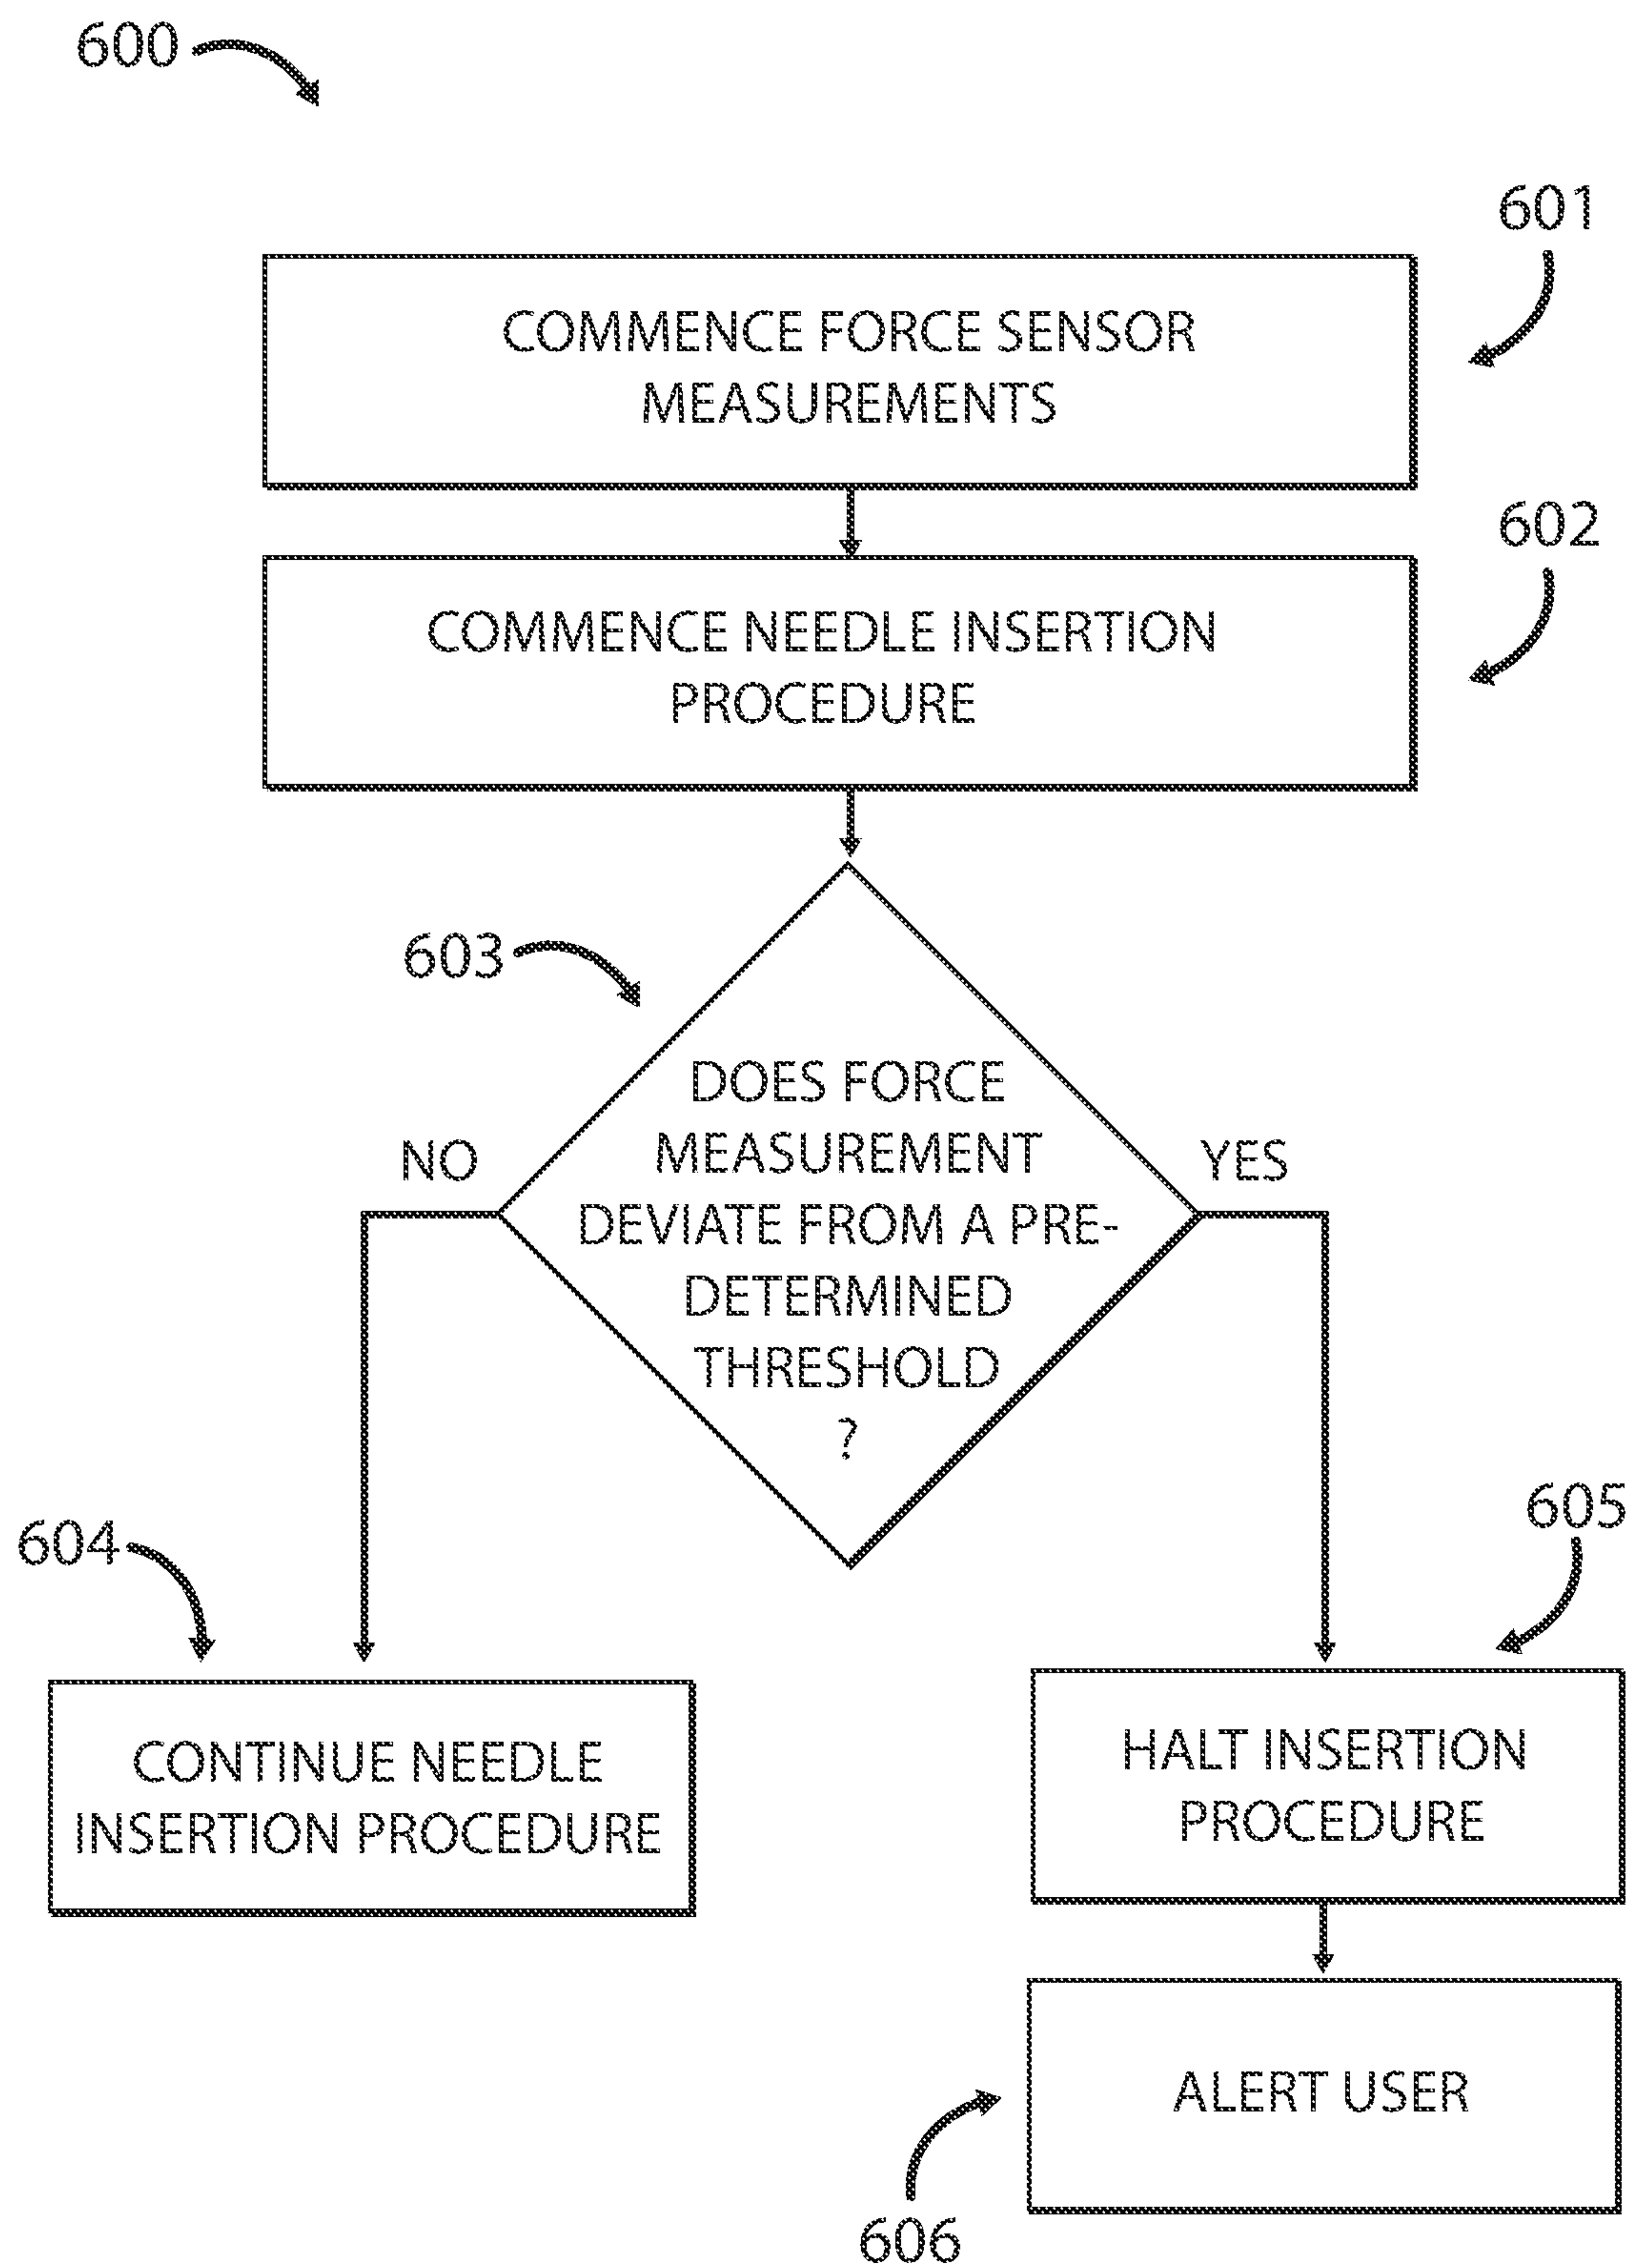 600
601
COMMENCE FORCE SENSOR
MEASUREMENTS
602
COMMENCE NEEDLE INSERTION
PROCEDURE
603
DOES FORCE
MEASUREMENT
DEVIATE FROM A PRE-
DETERMINED
THRESHOLD
?
NO
YES
604
605
CONTINUE NEEDLE
INSERTION PROCEDURE
HALT INSERTION
PROCEDURE
ALERT USER
606